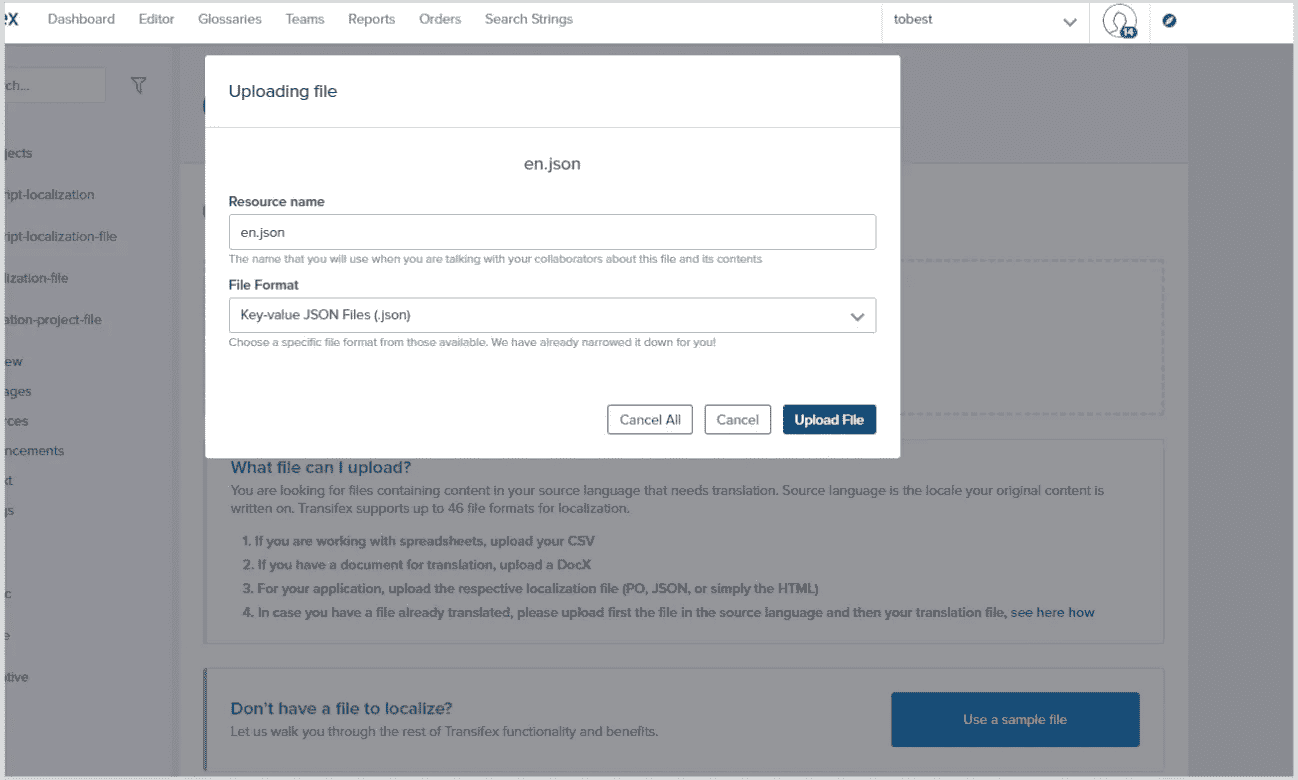 ex Dashboard Editor Glossaries Teams Reports Orders Search Strings tobest 14
Uploading file
en.json
Resource name
en.json
The name that you will use when you are talking with your collaborators about this file and its contents
File Format
Key-value JSON Files (.json)
Choose a specific file format from those available. We have already narrowed it down for you!
Cancel All Cancel Upload File
ch...
jects
ript-localization
ript-localization-file
lization-file
ation-project-file
ew
ages
rces
ncements
xt
gs
c
e
ative
What file can I upload?
You are looking for files containing content in your source language that needs translation. Source language is the locale your original content is
written on. Transifex supports up to 46 file formats for localization.
1. If you are working with spreadsheets, upload your CSV
2. If you have a document for translation, upload a DocX
3. For your application, upload the respective localization file (PO, JSON, or simply the HTML)
4. In case you have a file already translated, please upload first the file in the source language and then your translation file, see here how
Don't have a file to localize?
Let us walk you through the rest of Transifex functionality and benefits.
Use a sample file